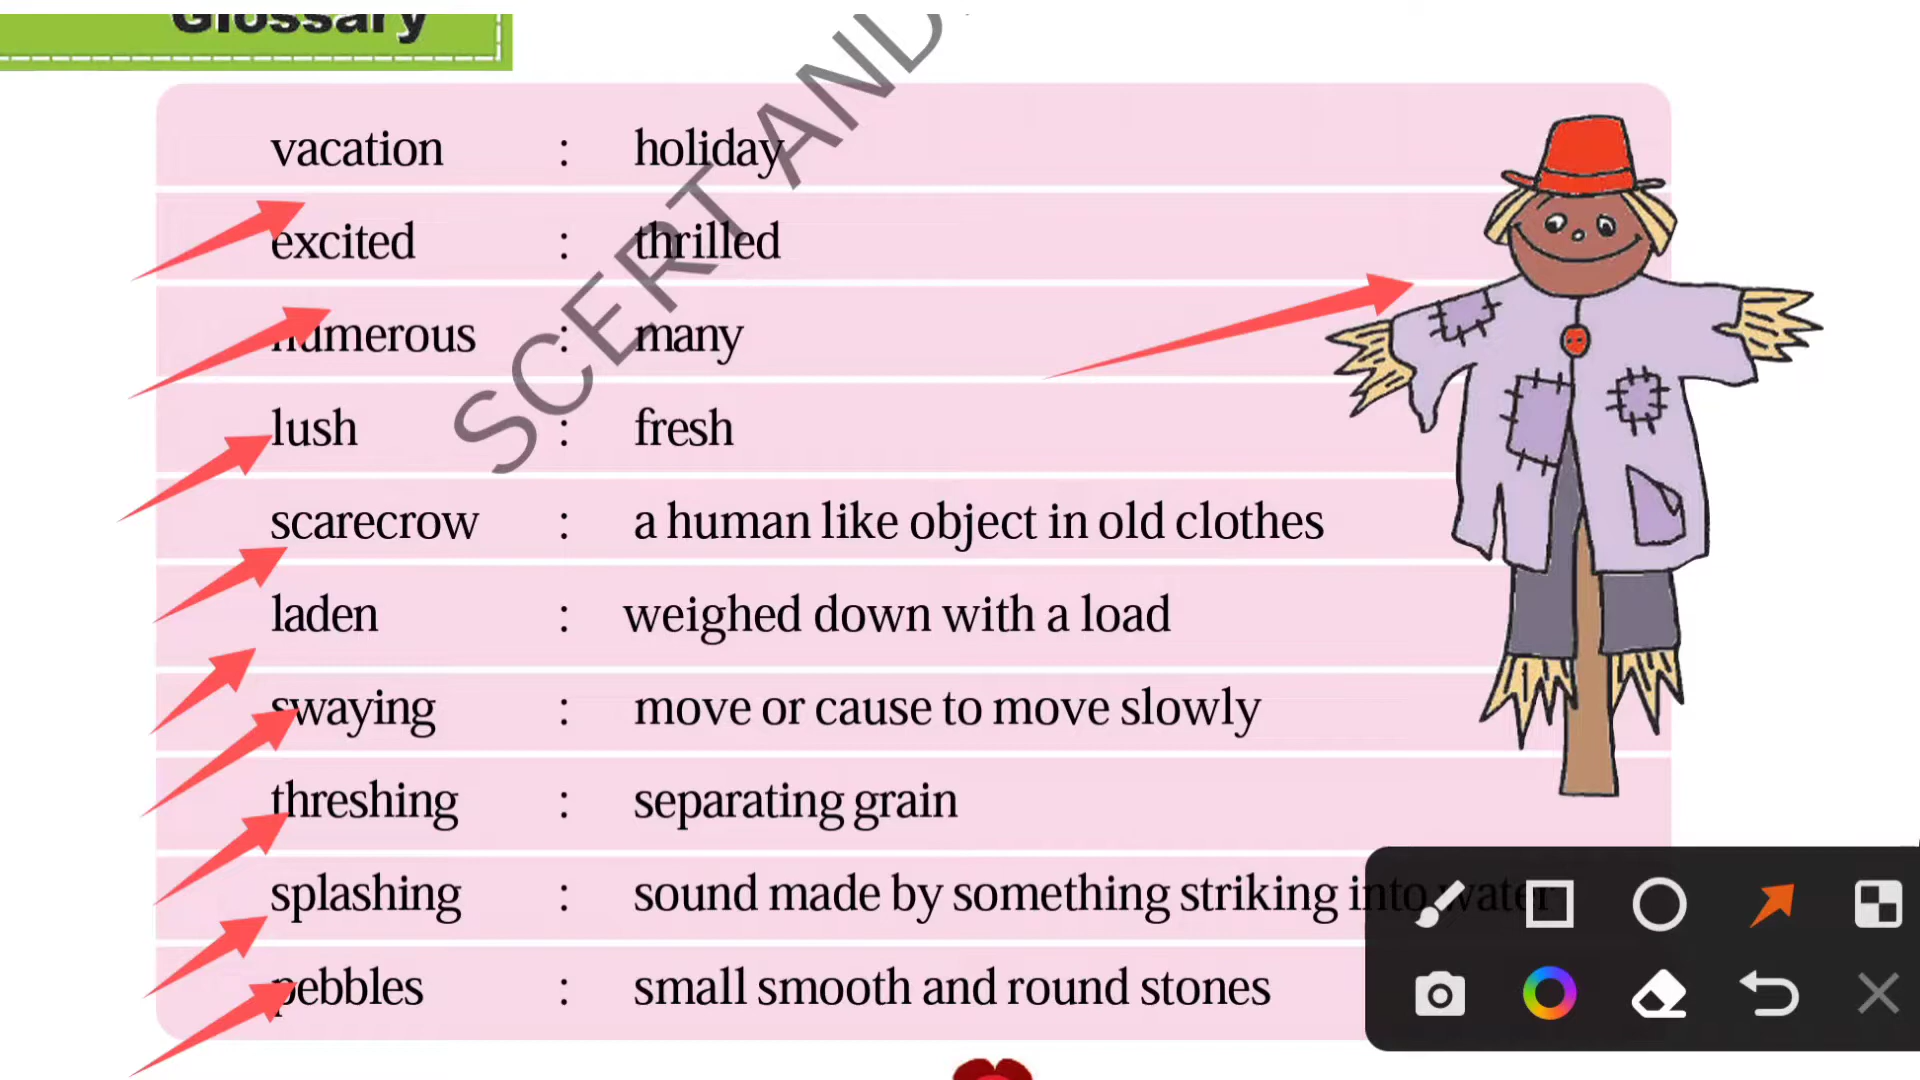 Glossary
SCERT AND
vacation : holiday
excited : thrilled
numerous : many
lush : fresh
scarecrow : a human like object in old clothes
laden : weighed down with a load
swaying : move or cause to move slowly
threshing : separating grain
splashing : sound made by something striking into water
pebbles : small smooth and round stones